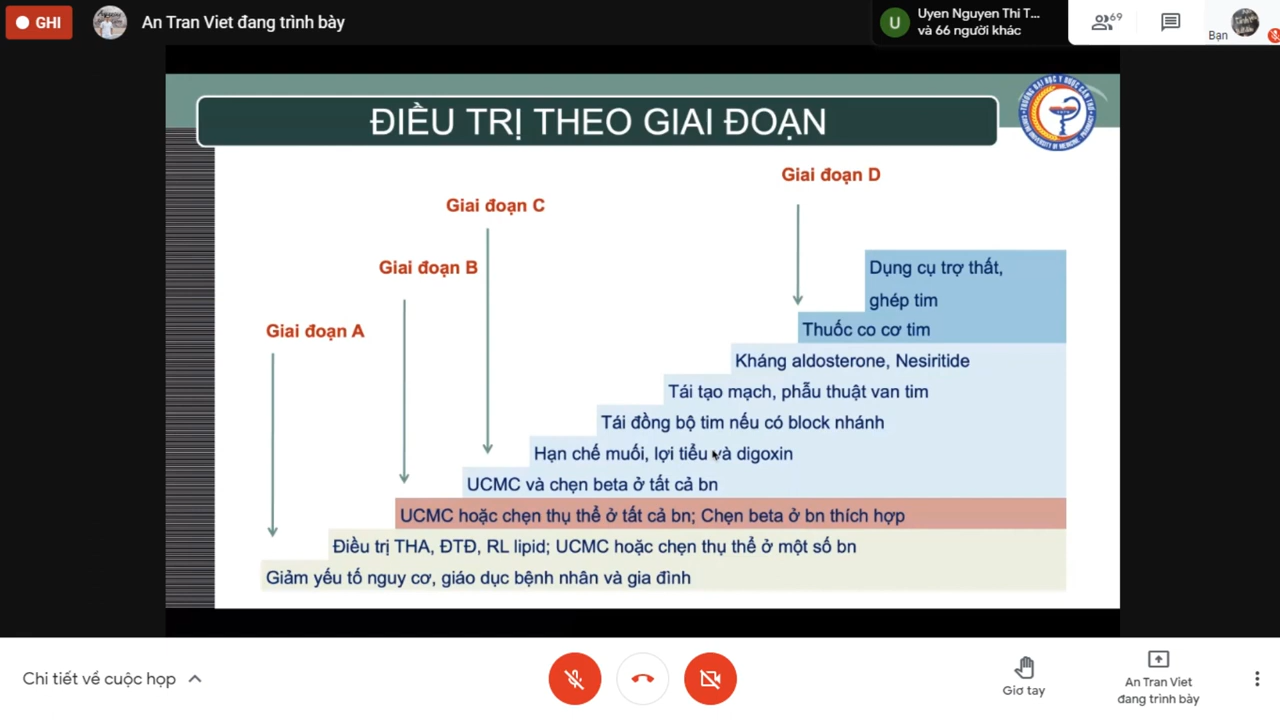 GHI
An Tran Viet đang trình bày
U
Uyen Nguyen Thi T...
và 66 người khác
69
Bạn
ĐIỀU TRỊ THEO GIAI ĐOẠN
TRƯỜNG ĐẠI HỌC Y DƯỢC CẦN THƠ
Giai đoạn D
Giai đoạn C
Giai đoạn B
Giai đoạn A
Dụng cụ trợ thất,
ghép tim
Thuốc co cơ tim
Kháng aldosterone, Nesiritide
Tái tạo mạch, phẫu thuật van tim
Tái đồng bộ tim nếu có block nhánh
Hạn chế muối, lợi tiểu và digoxin
UCMC và chẹn beta ở tất cả bn
UCMC hoặc chẹn thụ thể ở tất cả bn; Chẹn beta ở bn thích hợp
Điều trị THA, ĐTĐ, RL lipid; UCMC hoặc chẹn thụ thể ở một số bn
Giảm yếu tố nguy cơ, giáo dục bệnh nhân và gia đình
Chi tiết về cuộc họp
Giơ tay
An Tran Viet
đang trình bày